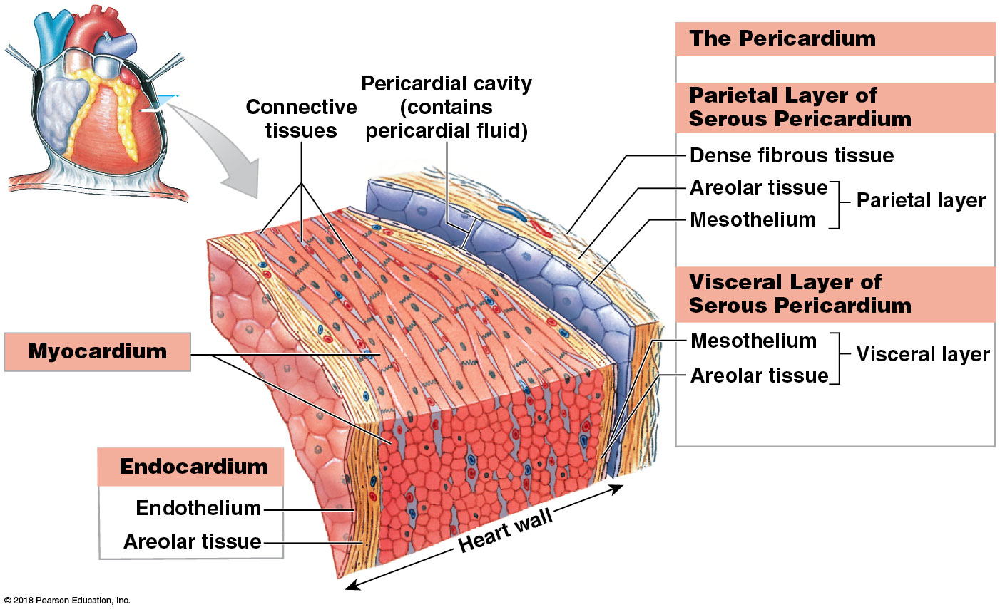 The Pericardium
Pericardial cavity
(contains
pericardial fluid)
Connective
tissues
Parietal Layer of
Serous Pericardium
Dense fibrous tissue
Areolar tissue
Mesothelium
Parietal layer
Visceral Layer of
Serous Pericardium
Mesothelium
Areolar tissue
Visceral layer
Myocardium
Endocardium
Endothelium
Areolar tissue
Heart wall
© 2018 Pearson Education, Inc.